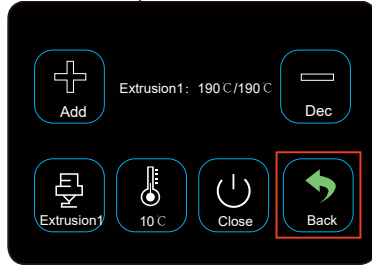 Add
Extrusion1：190℃/190℃
Dec
Extrusion1
10℃
Close
Back